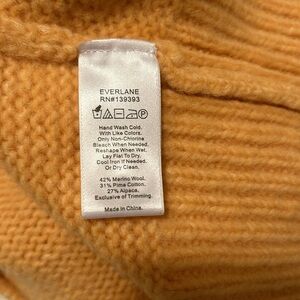 EVERLANE
RN#139393
Hand Wash Cold.
With Like Colors.
Only Non-Chlorine
Bleach When Needed.
Reshape When Wet.
Lay Flat To Dry.
Cool Iron If Needed.
Or Dry Clean.
42% Merino Wool.
31% Pima Cotton.
27% Alpaca.
Exclusive of Trimming.
Made In China.